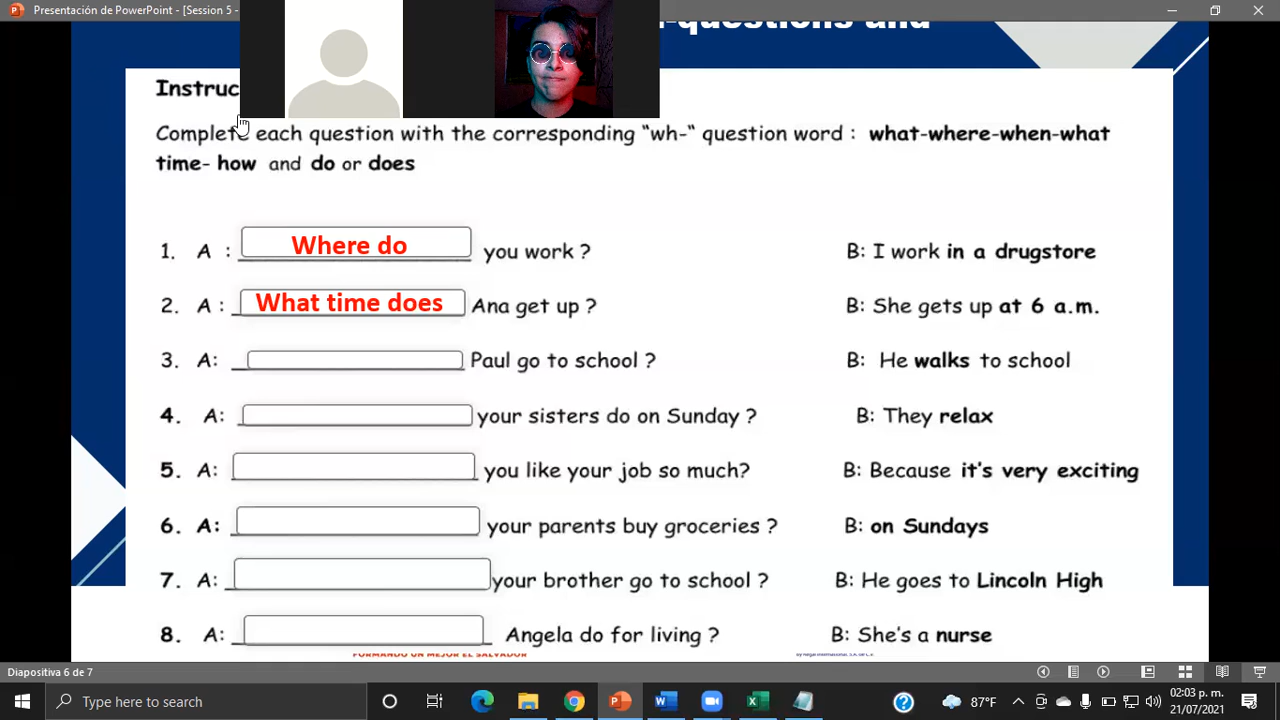 Presentación de PowerPoint - [Session 5 -
-questions and
Instruc
Complete each question with the corresponding “wh-“ question word : what-where-when-what
time- how and do or does
1. A : Where do you work ? B: I work in a drugstore
2. A : What time does Ana get up ? B: She gets up at 6 a.m.
3. A: Paul go to school ? B: He walks to school
4. A: your sisters do on Sunday ? B: They relax
5. A: you like your job so much? B: Because it's very exciting
6. A: your parents buy groceries ? B: on Sundays
7. A: your brother go to school ? B: He goes to Lincoln High
8. A: Angela do for living ? B: She's a nurse
FORMANDO UN MEJOR EL SALVADOR
Diapositiva 6 de 7
Type here to search
87°F
02:03 p. m.
21/07/2021
8